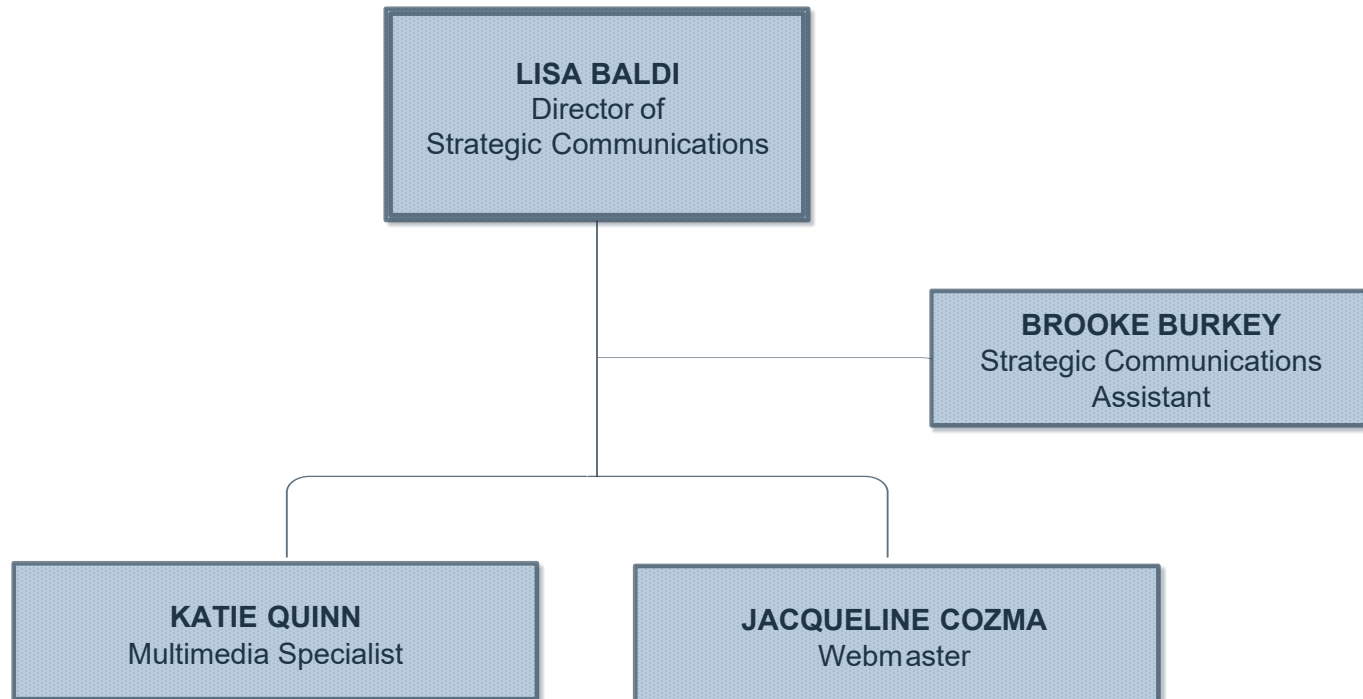 LISA BALDI
Director of
Strategic Communications
BROOKE BURKEY
Strategic Communications
Assistant
KATIE QUINN
Multimedia Specialist
JACQUELINE COZMA
Webmaster